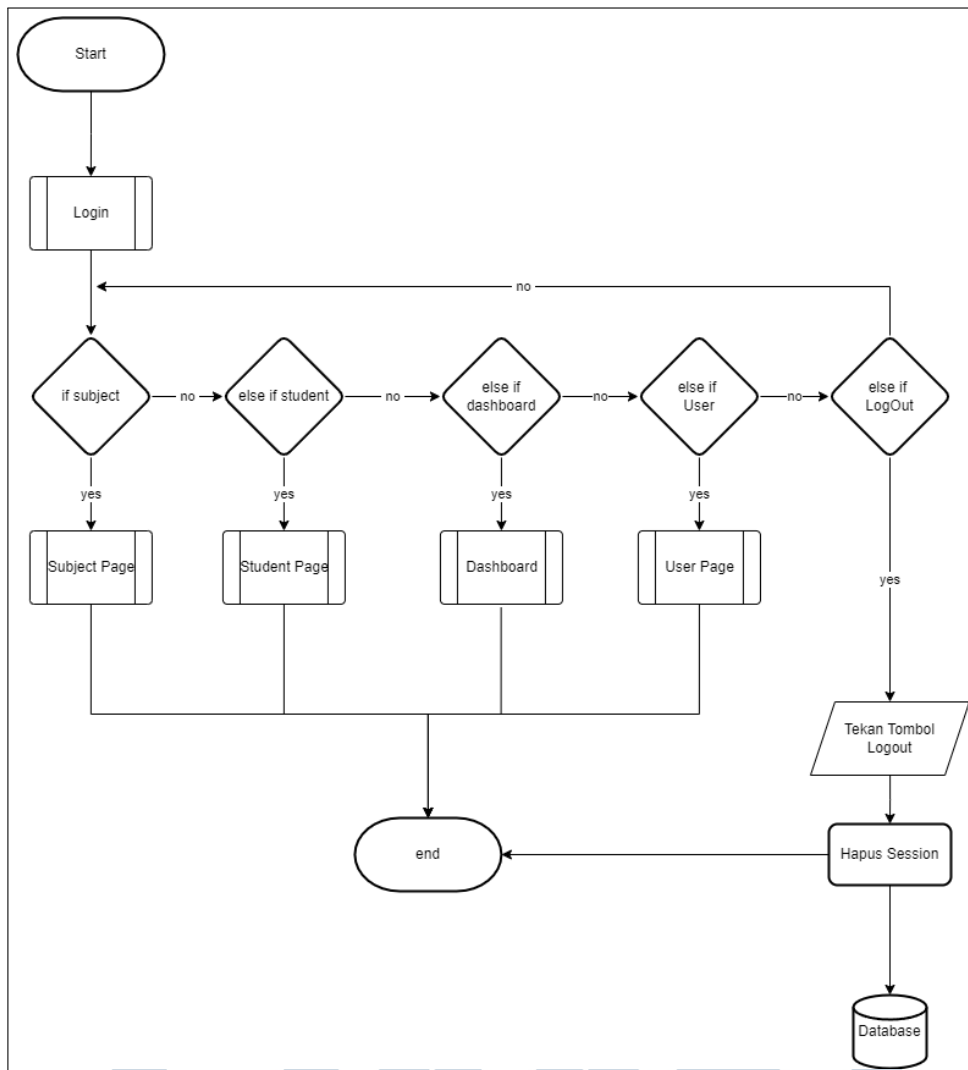 Start
Login
no
if subject
no
else if student
no
else if
dashboard
no
else if
User
no
else if
LogOut
yes
yes
yes
yes
Subject Page
Student Page
Dashboard
User Page
yes
Tekan Tombol
Logout
end
Hapus Session
Database